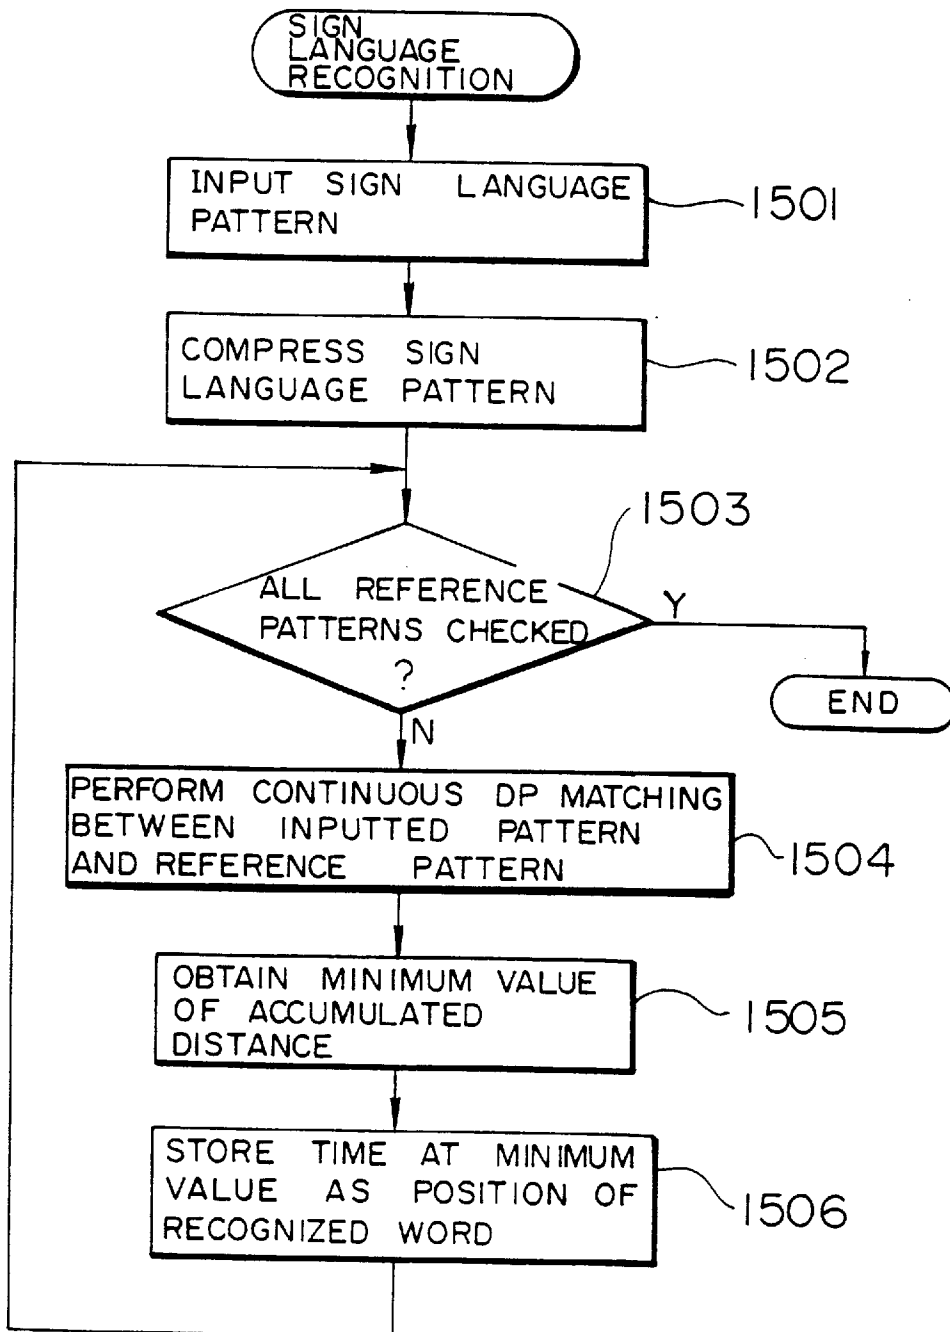 SIGN
LANGUAGE
RECOGNITION
INPUT SIGN LANGUAGE
PATTERN
1501
COMPRESS SIGN
LANGUAGE PATTERN
1502
1503
ALL REFERENCE
PATTERNS CHECKED
?
Y
END
N
PERFORM CONTINUOUS DP MATCHING
BETWEEN INPUTTED PATTERN
AND REFERENCE PATTERN
1504
OBTAIN MINIMUM VALUE
OF ACCUMULATED
DISTANCE
1505
STORE TIME AT MINIMUM
VALUE AS POSITION OF
RECOGNIZED WORD
1506